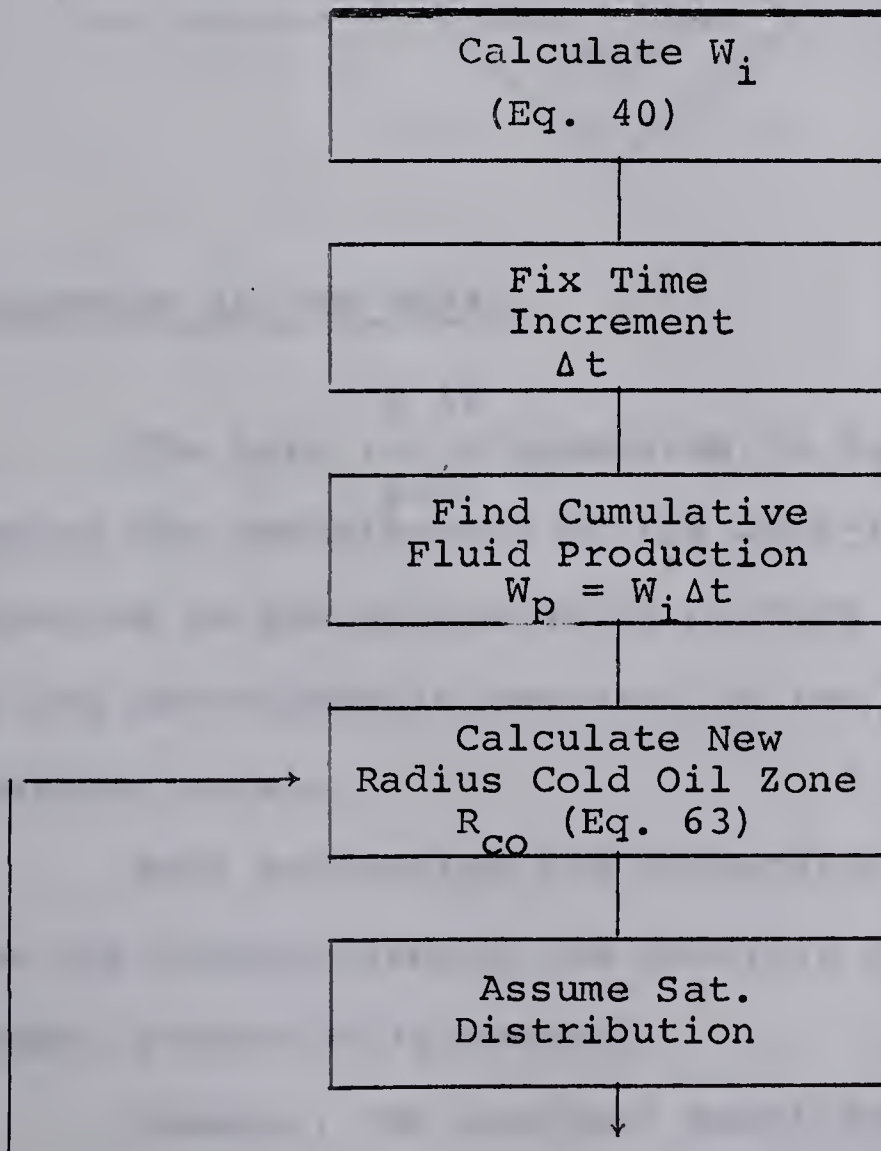 Calculate W_i
(Eq. 40)
Fix Time
Increment
Δt
Find Cumulative
Fluid Production
W_p = W_i Δt
Calculate New
Radius Cold Oil Zone
R_co (Eq. 63)
Assume Sat.
Distribution